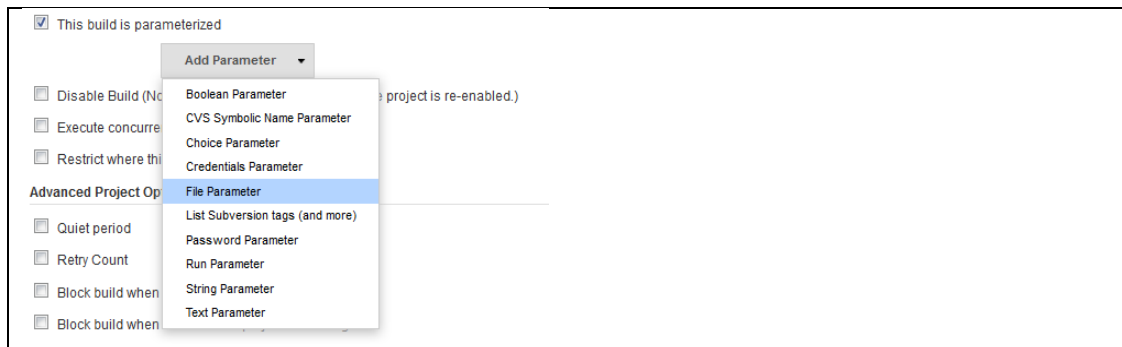 This build is parameterized
Add Parameter
Disable Build (No
project is re-enabled.)
Boolean Parameter
CVS Symbolic Name Parameter
Execute concurre
Choice Parameter
Restrict where thi
Credentials Parameter
Advanced Project Op
File Parameter
List Subversion tags (and more)
Quiet period
Password Parameter
Retry Count
Run Parameter
Block build when
String Parameter
Text Parameter
Block build when